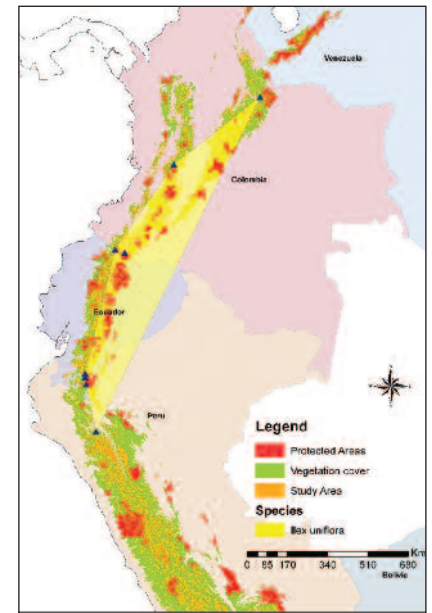 Venezuela
Colombia
Ecuador
Peru
Legend
Protected Areas
Vegetation cover
Study Area
Species
Ilex uniflora
Km
0 85 170 340 510 680
Bolivia